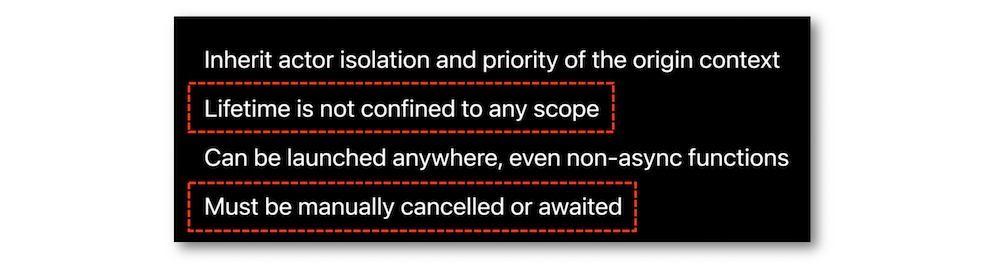 Inherit actor isolation and priority of the origin context
Lifetime is not confined to any scope
Can be launched anywhere, even non-async functions
Must be manually cancelled or awaited